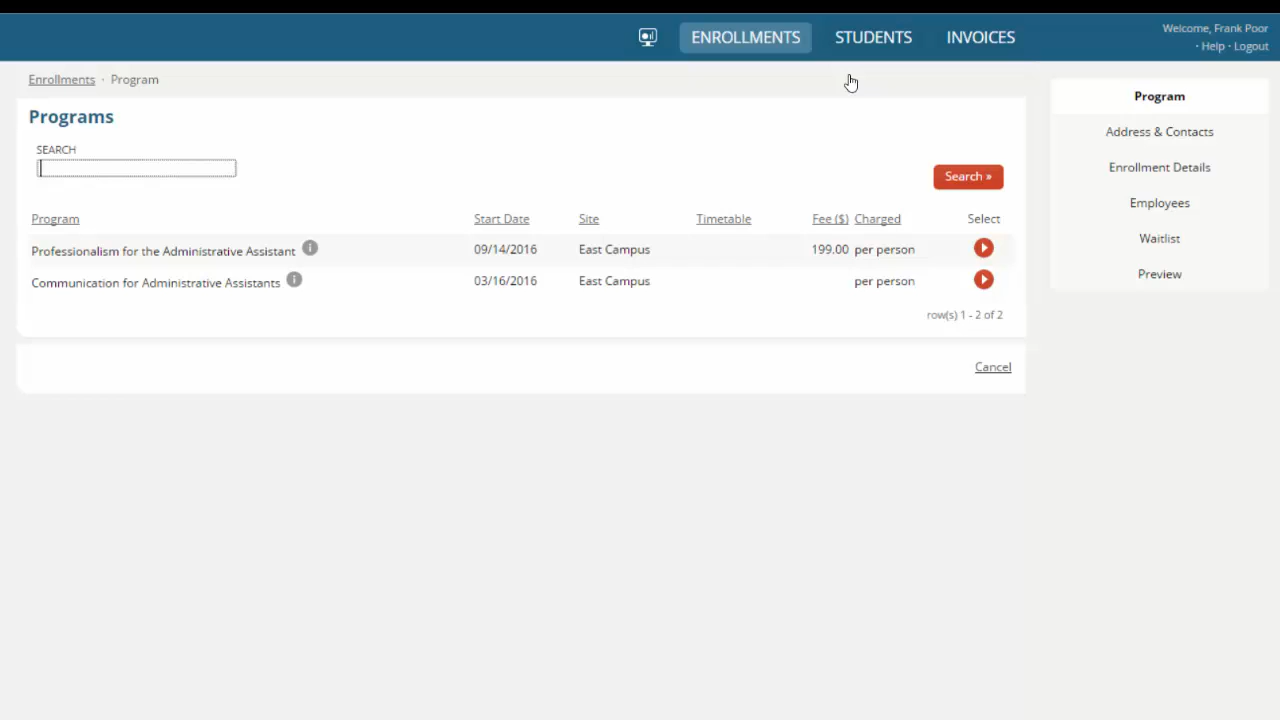 ENROLLMENTS STUDENTS INVOICES
Welcome, Frank Poor
· Help · Logout
Enrollments · Program
Programs
SEARCH
Search »
Program Start Date Site Timetable Fee ($) Charged Select
Professionalism for the Administrative Assistant 09/14/2016 East Campus 199.00 per person
Communication for Administrative Assistants 03/16/2016 East Campus per person
row(s) 1 - 2 of 2
Cancel
Program
Address & Contacts
Enrollment Details
Employees
Waitlist
Preview